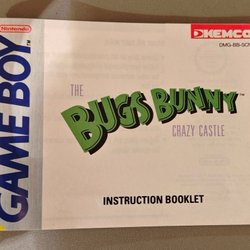 Nintendo
GAME BOY
KEMCO
DMG-BB-SCN
THE
BUGS BUNNY
CRAZY CASTLE
INSTRUCTION BOOKLET